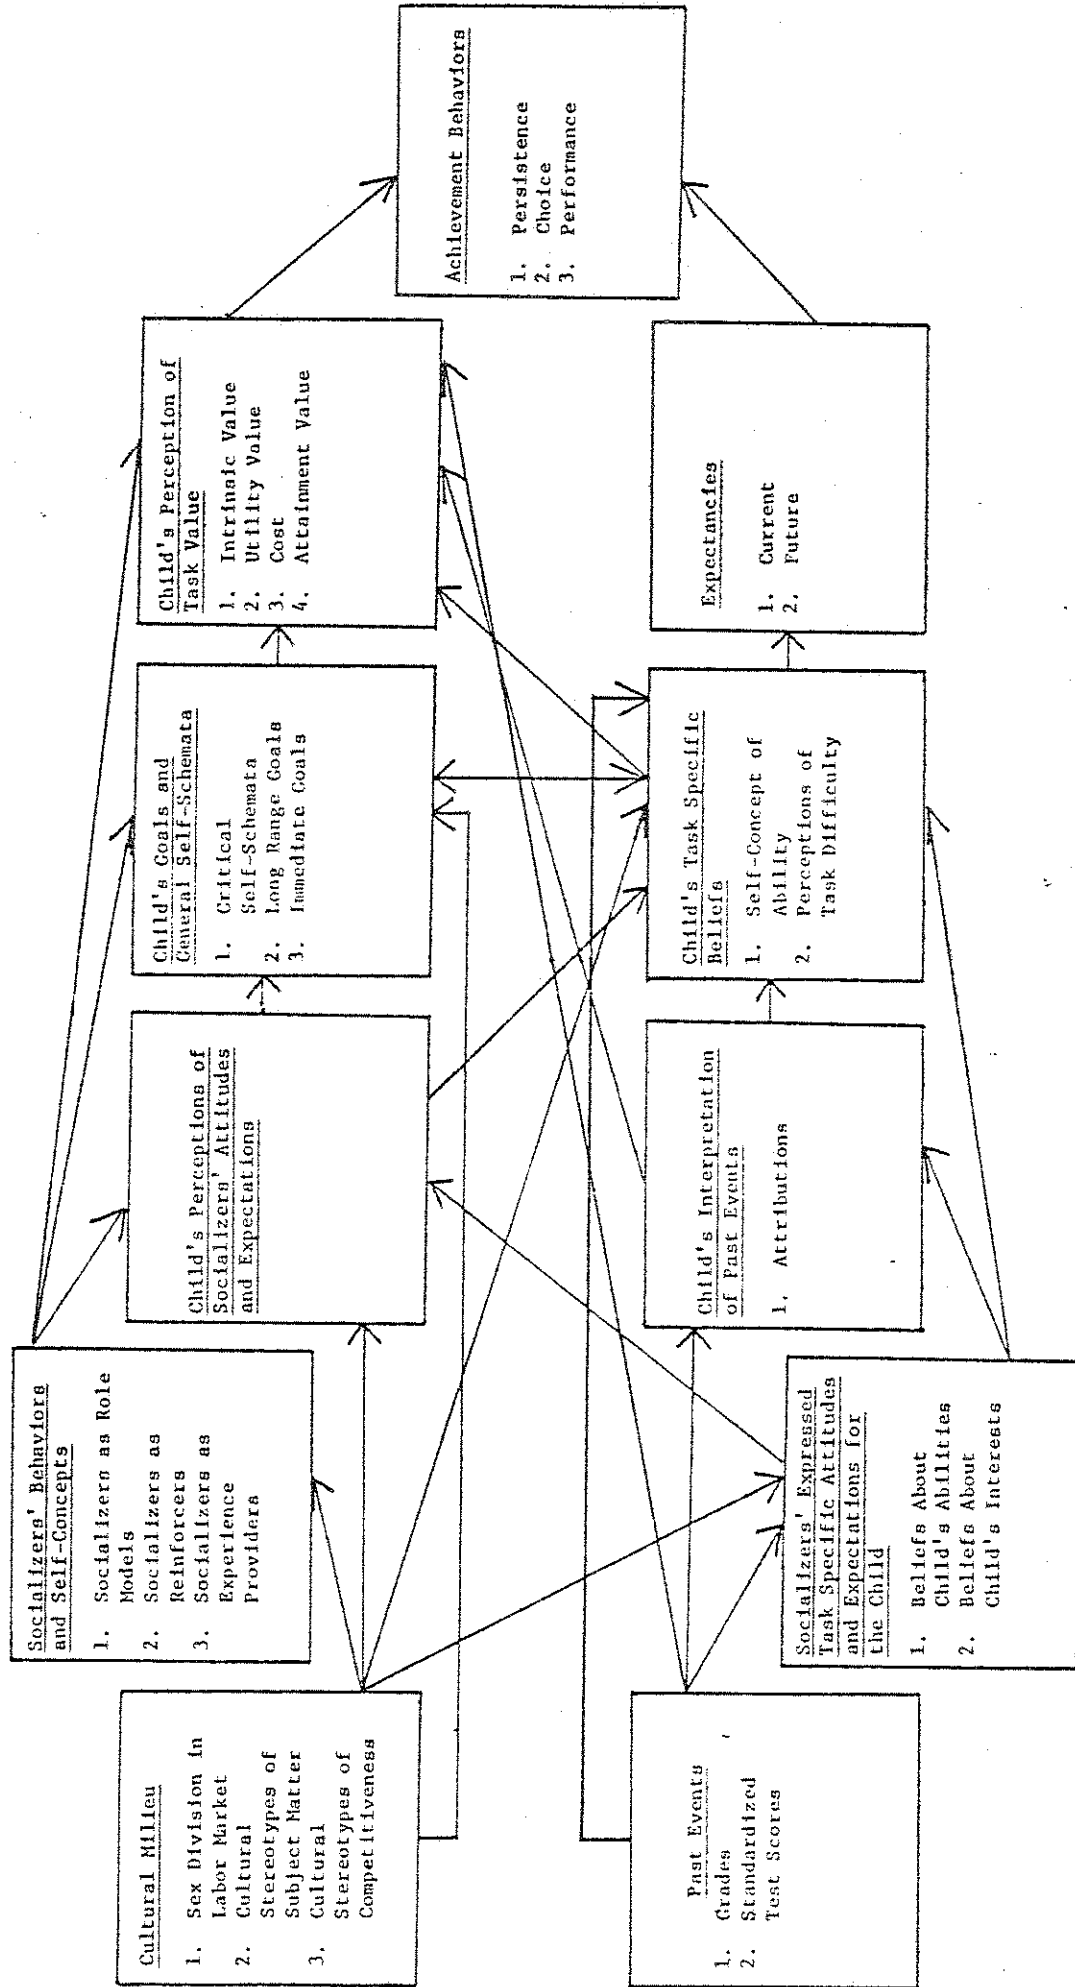 Cultural Milieu
1. Sex Division in
Labor Market
2. Cultural
Stereotypes of
Subject Matter
3. Cultural
Stereotypes of
Competitiveness
Past Events
1. Grades
2. Standardized
Test Scores
Socializers' Behaviors
and Self-Concepts
1. Socializers as Role
Models
2. Socializers as
Reinforcers
3. Socializers as
Experience
Providers
Socializers' Expressed
Task Specific Attitudes
and Expectations for
the Child
1. Beliefs About
Child's Abilities
2. Beliefs About
Child's Interests
Child's Perceptions of
Socializers' Attitudes
and Expectations
Child's Interpretation
of Past Events
1. Attributions
Child's Goals and
General Self-Schemata
1. Critical
Self-Schemata
2. Long Range Goals
3. Immediate Goals
Child's Task Specific
Beliefs
1. Self-Concept of
Ability
2. Perceptions of
Task Difficulty
Child's Perception of
Task Value
1. Intrinsic Value
2. Utility Value
3. Cost
4. Attainment Value
Expectancies
1. Current
2. Future
Achievement Behaviors
1. Persistence
2. Choice
3. Performance